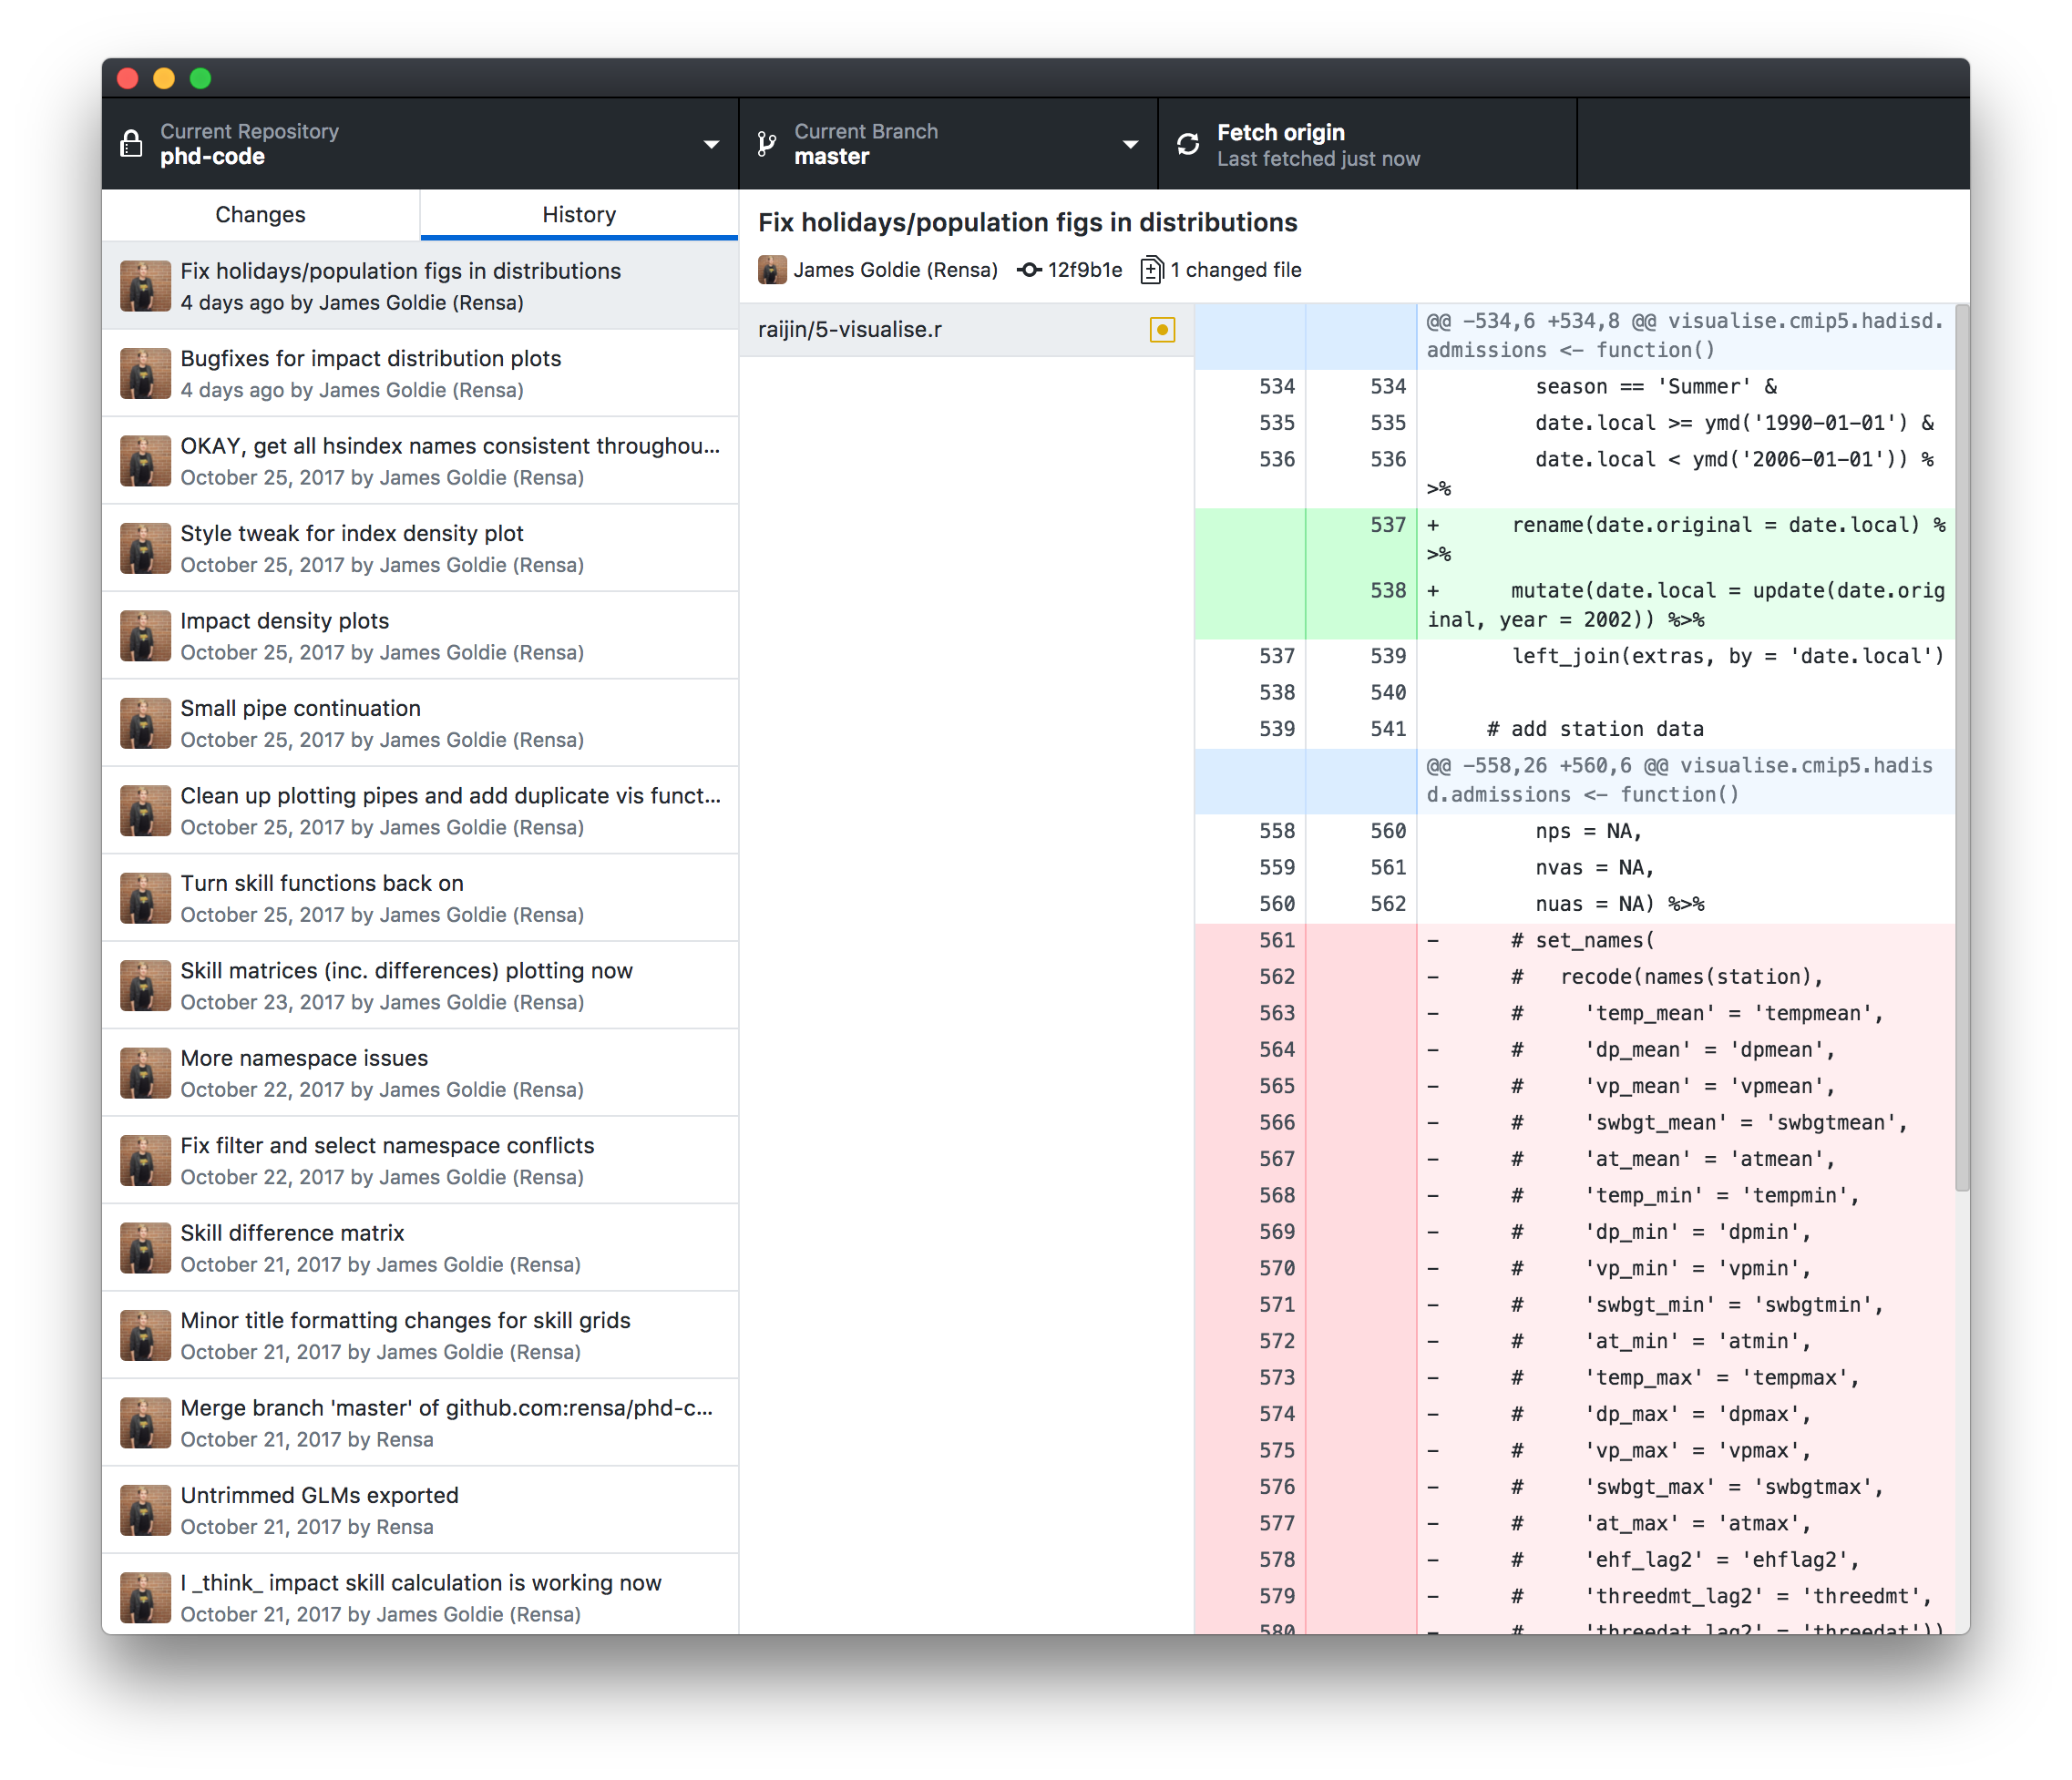 Current Repository
phd-code
Current Branch
master
Fetch origin
Last fetched just now
Changes
History
Fix holidays/population figs in distributions
4 days ago by James Goldie (Rensa)
Bugfixes for impact distribution plots
4 days ago by James Goldie (Rensa)
OKAY, get all hsindex names consistent throughou...
October 25, 2017 by James Goldie (Rensa)
Style tweak for index density plot
October 25, 2017 by James Goldie (Rensa)
Impact density plots
October 25, 2017 by James Goldie (Rensa)
Small pipe continuation
October 25, 2017 by James Goldie (Rensa)
Clean up plotting pipes and add duplicate vis funct...
October 25, 2017 by James Goldie (Rensa)
Turn skill functions back on
October 25, 2017 by James Goldie (Rensa)
Skill matrices (inc. differences) plotting now
October 23, 2017 by James Goldie (Rensa)
More namespace issues
October 22, 2017 by James Goldie (Rensa)
Fix filter and select namespace conflicts
October 22, 2017 by James Goldie (Rensa)
Skill difference matrix
October 21, 2017 by James Goldie (Rensa)
Minor title formatting changes for skill grids
October 21, 2017 by James Goldie (Rensa)
Merge branch 'master' of github.com:rensa/phd-c...
October 21, 2017 by Rensa
Untrimmed GLMs exported
October 21, 2017 by Rensa
I _think_ impact skill calculation is working now
October 21, 2017 by James Goldie (Rensa)
Fix holidays/population figs in distributions
James Goldie (Rensa) 12f9b1e 1 changed file
raijin/5-visualise.r
@@ -534,6 +534,8 @@ visualise.cmip5.hadisd.
admissions <- function()
534 534 season == 'Summer' &
535 535 date.local >= ymd('1990-01-01') &
536 536 date.local < ymd('2006-01-01')) %
>%
537 + rename(date.original = date.local) %
>%
538 + mutate(date.local = update(date.orig
inal, year = 2002)) %>%
537 539 left_join(extras, by = 'date.local')
538 540
539 541 # add station data
@@ -558,26 +560,6 @@ visualise.cmip5.hadis
d.admissions <- function()
558 560 nps = NA,
559 561 nvas = NA,
560 562 nuas = NA) %>%
561 - # set_names(
562 - # recode(names(station),
563 - # 'temp_mean' = 'tempmean',
564 - # 'dp_mean' = 'dpmean',
565 - # 'vp_mean' = 'vpmean',
566 - # 'swbgt_mean' = 'swbgtmean',
567 - # 'at_mean' = 'atmean',
568 - # 'temp_min' = 'tempmin',
569 - # 'dp_min' = 'dpmin',
570 - # 'vp_min' = 'vpmin',
571 - # 'swbgt_min' = 'swbgtmin',
572 - # 'at_min' = 'atmin',
573 - # 'temp_max' = 'tempmax',
574 - # 'dp_max' = 'dpmax',
575 - # 'vp_max' = 'vpmax',
576 - # 'swbgt_max' = 'swbgtmax',
577 - # 'at_max' = 'atmax',
578 - # 'ehf_lag2' = 'ehflag2',
579 - # 'threedmt_lag2' = 'threedmt',
580 - # 'threedat_lag2' = 'threedat'))